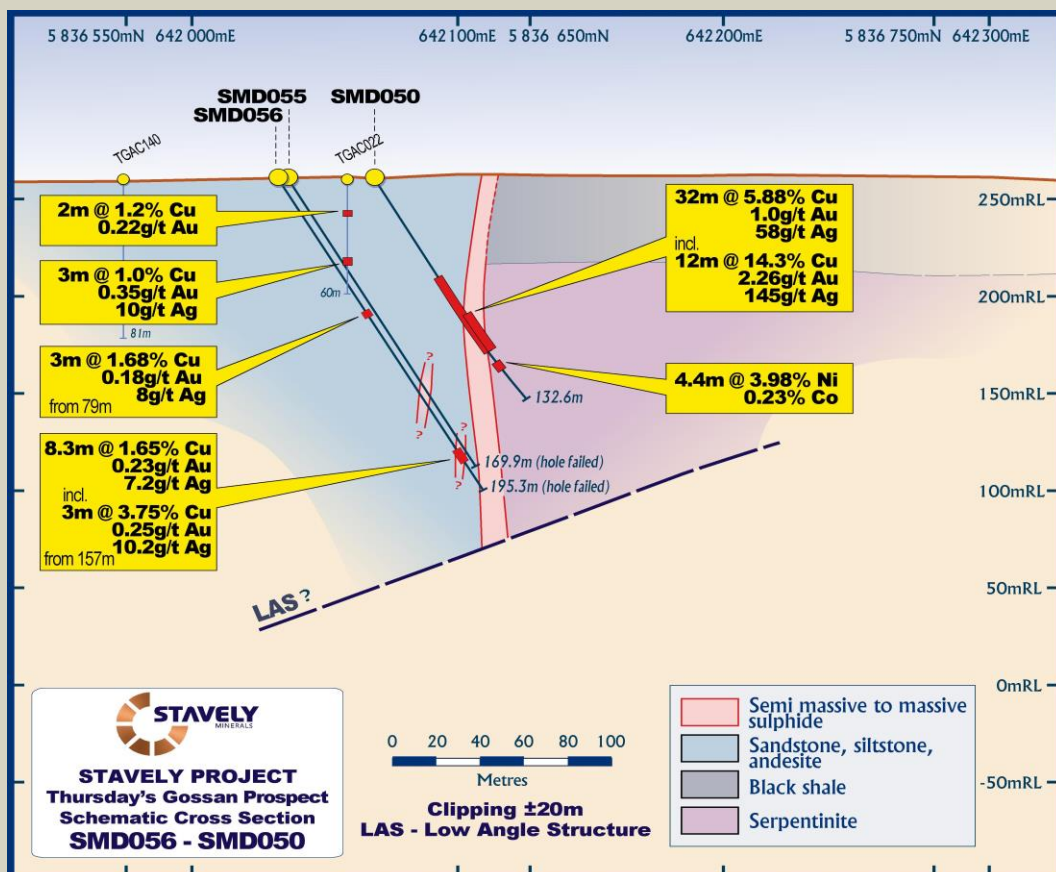 5 836 550mN 642 000mE 642 100mE 5 836 650mN 642 200mE 5 836 750mN 642 300mE
SMD055 SMD050
SMD056
TGAC140
TGAC022
2m @ 1.2% Cu
0.22g/t Au
3m @ 1.0% Cu
0.35g/t Au
10g/t Ag
60m
81m
3m @ 1.68% Cu
0.18g/t Au
8g/t Ag
from 79m
8.3m @ 1.65% Cu
0.23g/t Au
7.2g/t Ag
incl.
3m @ 3.75% Cu
0.25g/t Au
10.2g/t Ag
from 157m
32m @ 5.88% Cu
1.0g/t Au
58g/t Ag
incl.
12m @ 14.3% Cu
2.26g/t Au
145g/t Ag
4.4m @ 3.98% Ni
0.23% Co
132.6m
?
?
?
?
169.9m (hole failed)
195.3m (hole failed)
250mRL
200mRL
150mRL
100mRL
50mRL
0mRL
-50mRL
LAS ?
STAVELY
MINERALS
STAVELY PROJECT
Thursday's Gossan Prospect
Schematic Cross Section
SMD056 - SMD050
0 20 40 60 80 100
Metres
Clipping ±20m
LAS - Low Angle Structure
Semi massive to massive
sulphide
Sandstone, siltstone,
andesite
Black shale
Serpentinite